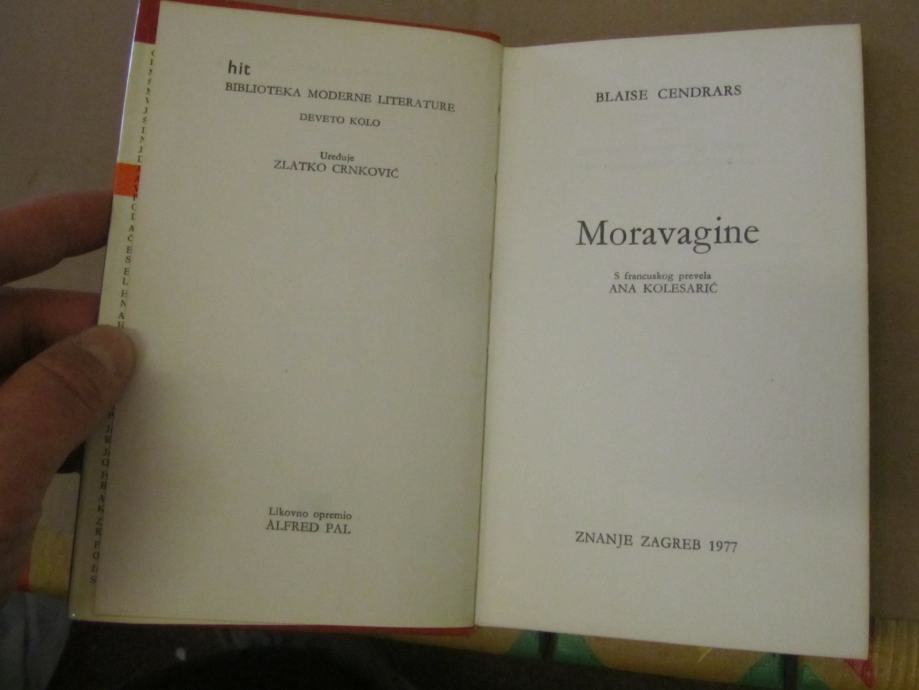 hit
BIBLIOTEKA MODERNE LITERATURE
DEVETO KOLO
Uređuje
ZLATKO CRNKOVIĆ
Likovno opremio
ALFRED PAL
BLAISE CENDRARS
Moravagine
S francuskog prevela
ANA KOLESARIĆ
ZNANJE ZAGREB 1977